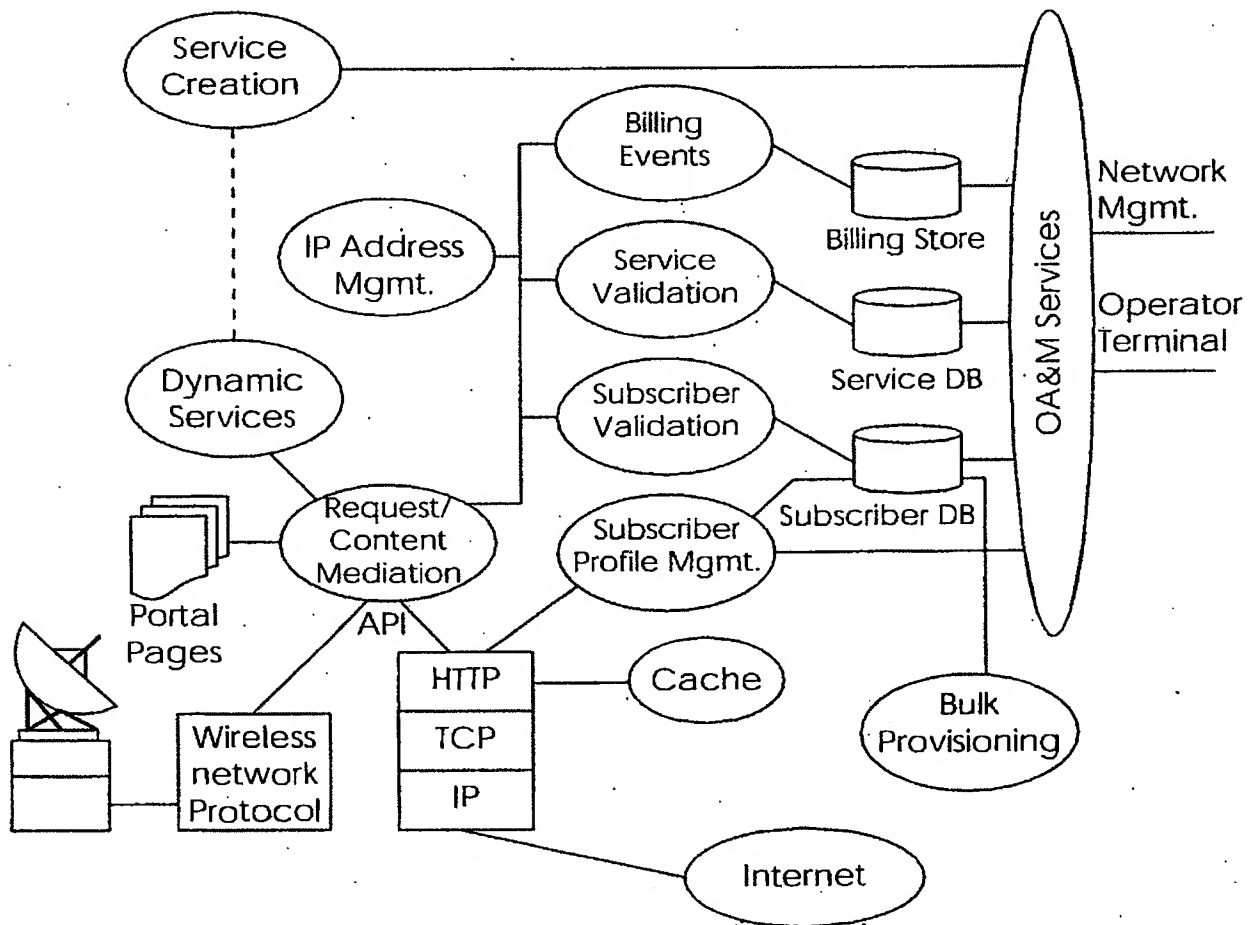 Service
Creation
Billing
Events
Network
Mgmt.
Billing Store
IP Address
Mgmt.
Service
Validation
OA&M Services
Operator
Terminal
Service DB
Dynamic
Services
Subscriber
Validation
Subscriber DB
Request/
Content
Mediation
Subscriber
Profile Mgmt.
Portal
Pages
API
HTTP
Cache
TCP
IP
Wireless
network
Protocol
Bulk
Provisioning
Internet